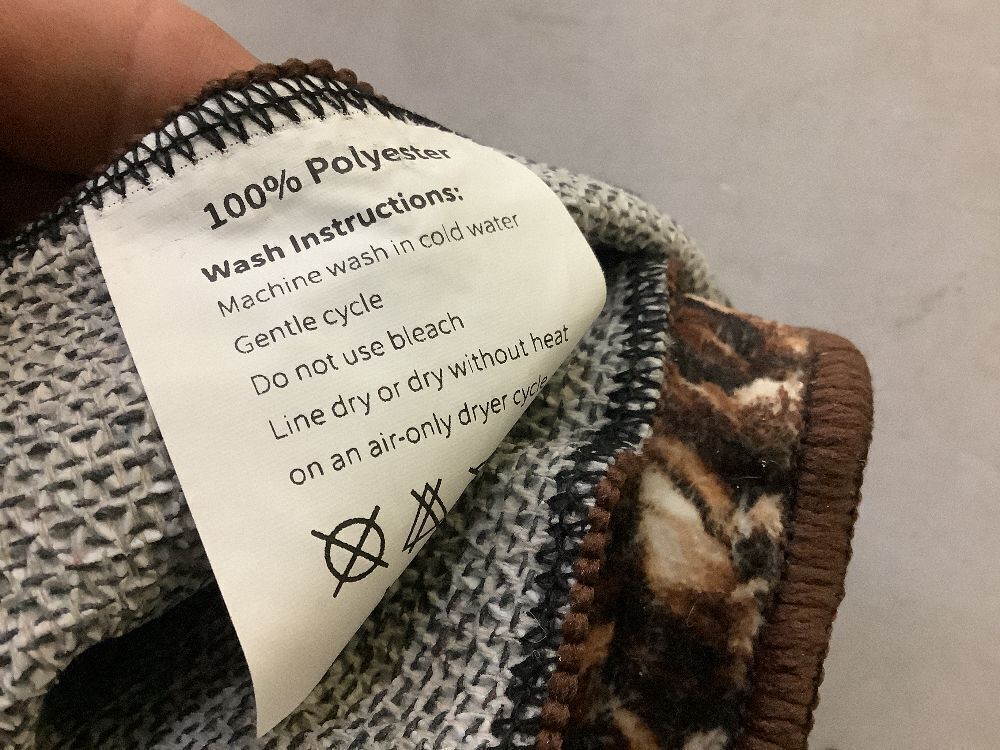 100% Polyester
Wash Instructions:
Machine wash in cold water
Gentle cycle
Do not use bleach
Line dry or dry without heat
on an air-only dryer cycle